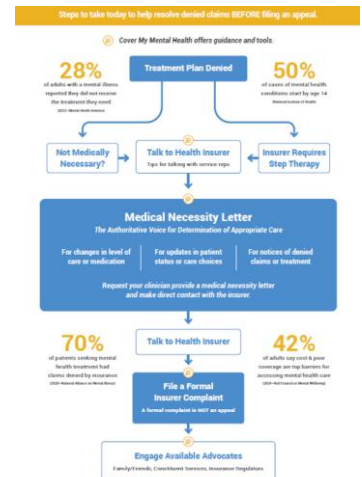 Steps to take today to help resolve denied claims BEFORE filing an appeal.
Cover My Mental Health offers guidance and tools.
28%
of adults with a mental illness
reported they did not receive
the treatment they need
Treatment Plan Denied
50%
of cases of mental health
conditions start by age 14
Not Medically
Necessary?
Talk to Health Insurer
Tips for talking with service reps
Insurer Requires
Step Therapy
Medical Necessity Letter
The Authoritative Voice for Determination of Appropriate Care
For changes in level of
care or medication
For updates in patient
status or care choices
For notices of denied
claims or treatment
Request your clinician provide a medical necessity letter
and make direct contact with the insurer.
70%
of patients seeking mental
health treatment had
claims denied by insurance
Talk to Health Insurer
42%
of adults say cost & poor
coverage are top barriers for
accessing mental health care
File a Formal
Insurer Complaint
A formal complaint is NOT an appeal
Engage Available Advocates
Family/Friends, Constituent Services, Insurance Regulators